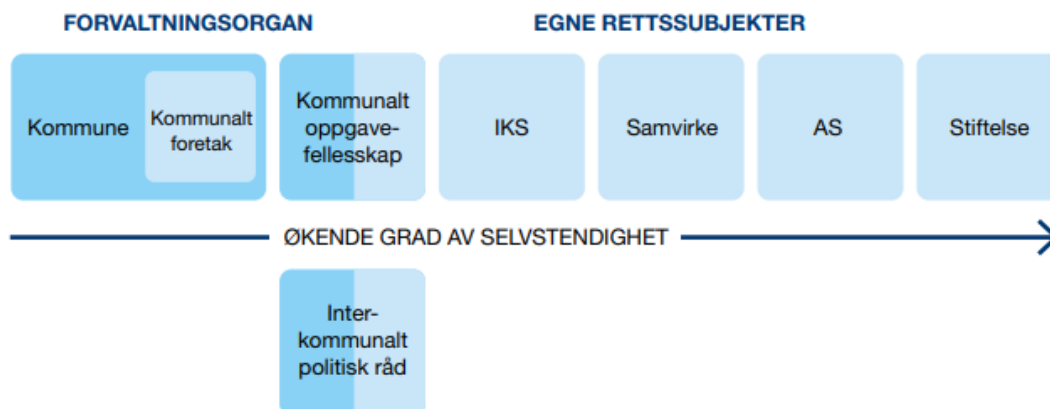 FORVALTNINGSORGAN
EGNE RETTSSUBJEKTER
Kommune
Kommunalt
foretak
Kommunalt
oppgave-
fellesskap
IKS
Samvirke
AS
Stiftelse
ØKENDE GRAD AV SELVSTENDIGHET
Inter-
kommunalt
politisk råd